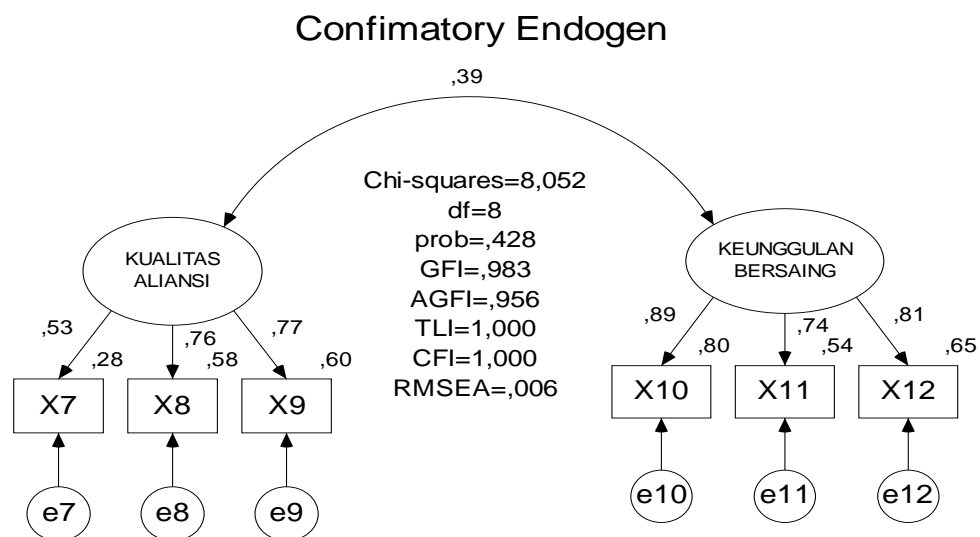 Confimatory Endogen
,39
Chi-squares=8,052
df=8
prob=,428
GFI=,983
AGFI=,956
TLI=1,000
CFI=1,000
RMSEA=,006
KUALITAS
ALIANSI
KEUNGGULAN
BERSAING
,53
,76
,77
,89
,74
,81
,28
,58
,60
,80
,54
,65
X7
X8
X9
X10
X11
X12
e7
e8
e9
e10
e11
e12